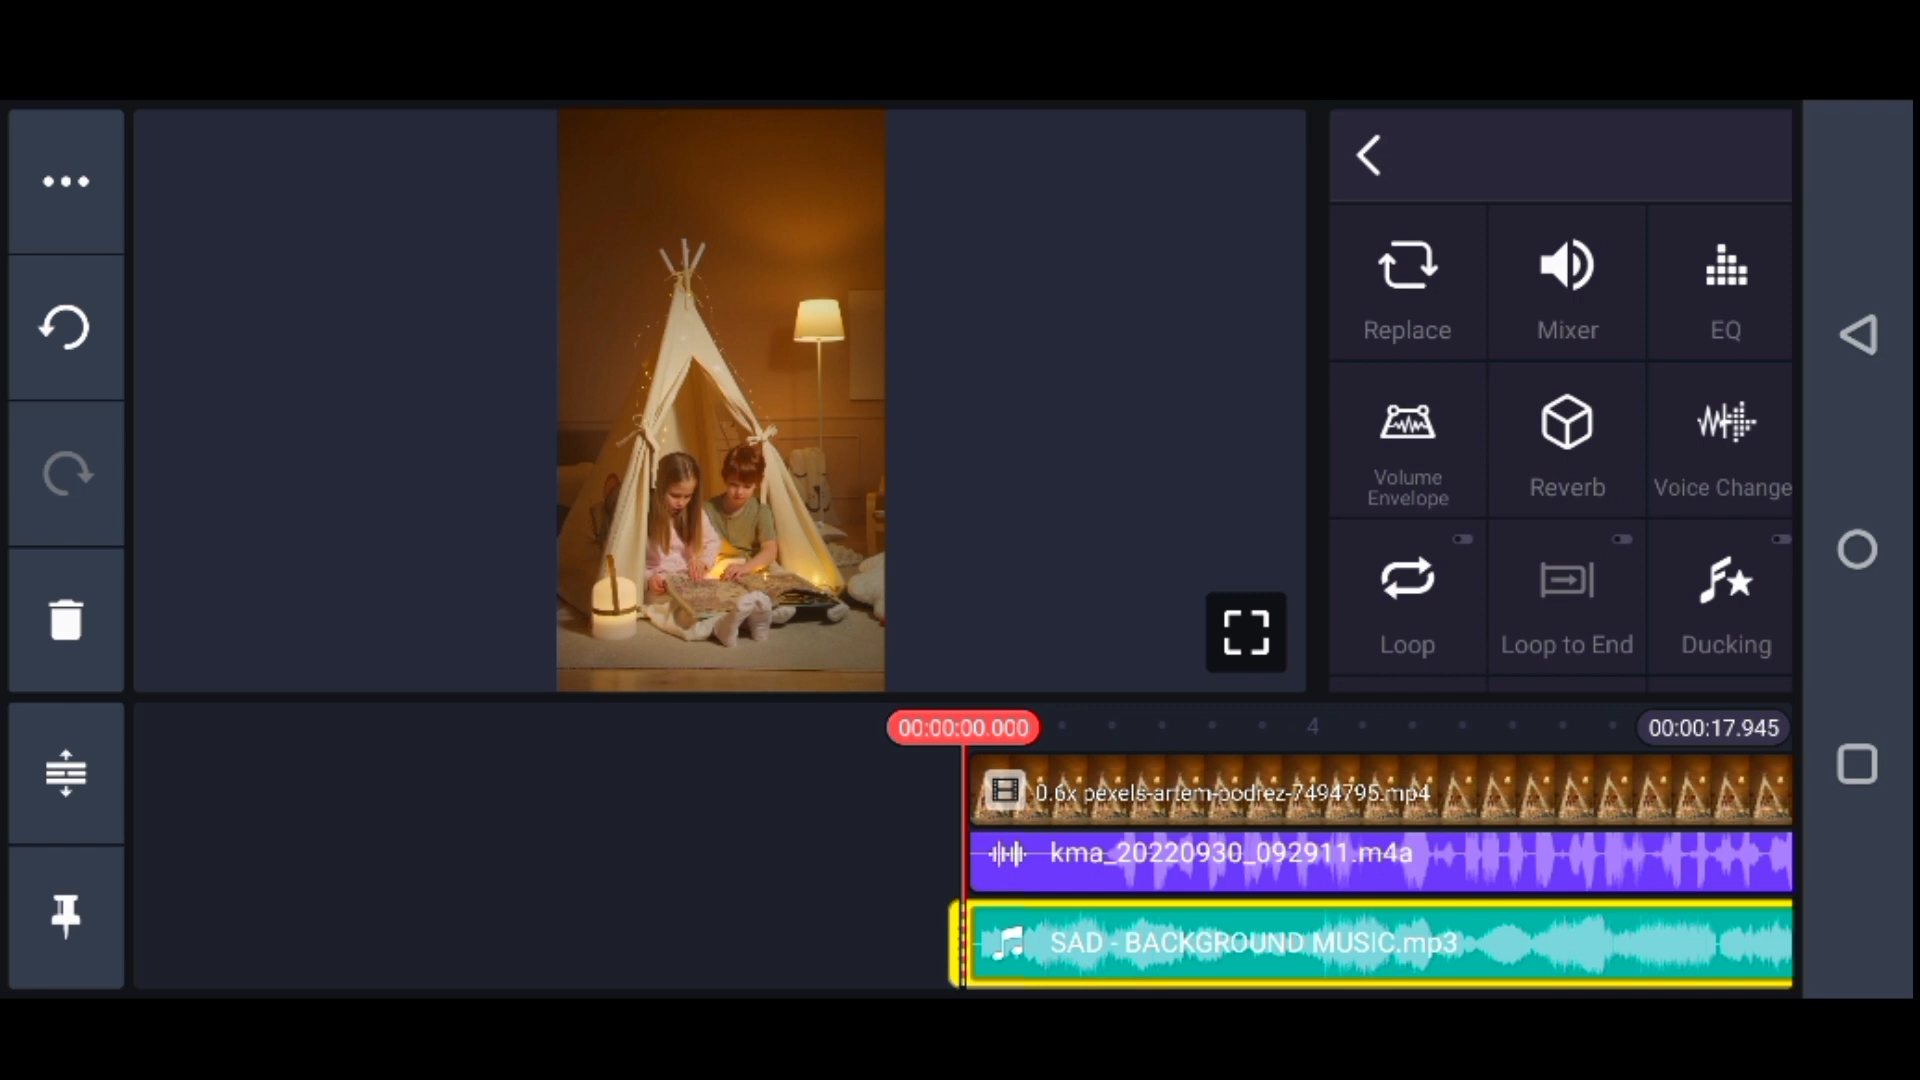 Replace
Mixer
EQ
Volume
Envelope
Reverb
Voice Change
Loop
Loop to End
Ducking
00:00:00.000
4
00:00:17.945
0.6x pexels-artem-podrez-7494795.mp4
kma_20220930_092911.m4a
SAD - BACKGROUND MUSIC.mp3